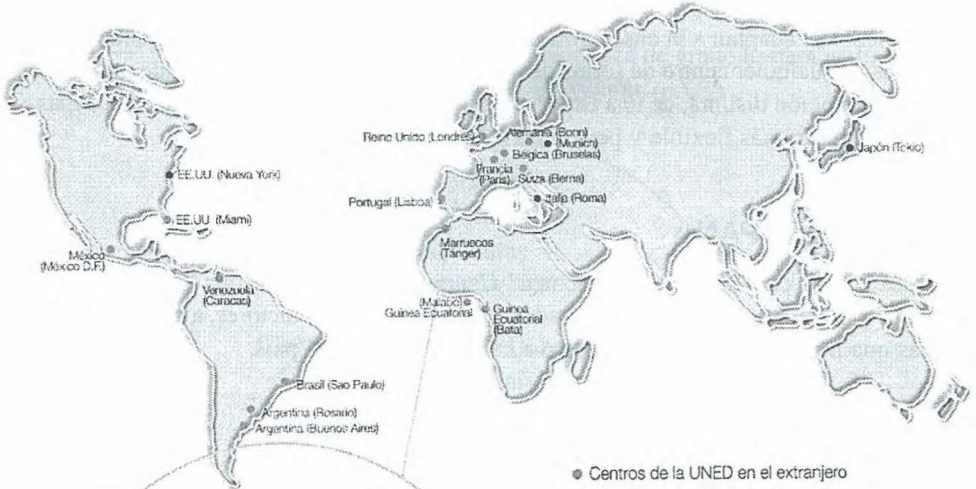 Reino Unido (Londres)
Alemania (Bonn)
(Munich)
Bégica (Bruselas)
Francia
(París)
Suiza (Berna)
Japón (Tokio)
EE.UU. (Nueva York)
Portugal (Lisboa)
Italia (Roma)
EE.UU. (Miami)
México
(México D.F.)
Marruecos
(Tanger)
Venezuola
(Caracas)
(Malabo)
Guinea Ecuatorial
Guinea
Ecuatorial
(Bata)
Brasil (Sao Paulo)
Argentina (Rosario)
Argentina (Buenos Aires)
Centros de la UNED en el extranjero